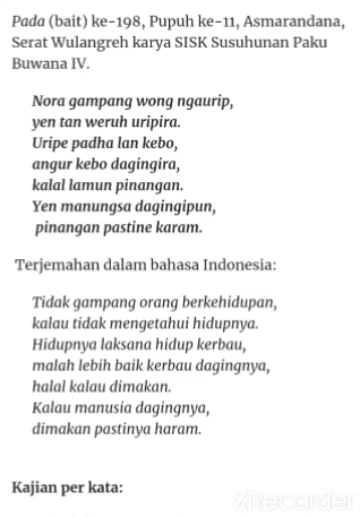 Pada (bait) ke-198, Pupuh ke-11, Asmarandana,
Serat Wulangreh karya SISK Susuhunan Paku
Buwana IV.
Nora gampang wong ngaurip,
yen tan weruh uripira.
Uripe padha lan kebo,
angur kebo dagingira,
kalal lamun pinangan.
Yen manungsa dagingipun,
pinangan pastine karam.
Terjemahan dalam bahasa Indonesia:
Tidak gampang orang berkehidupan,
kalau tidak mengetahui hidupnya.
Hidupnya laksana hidup kerbau,
malah lebih baik kerbau dagingnya,
halal kalau dimakan.
Kalau manusia dagingnya,
dimakan pastinya haram.
Kajian per kata:
XRecorder